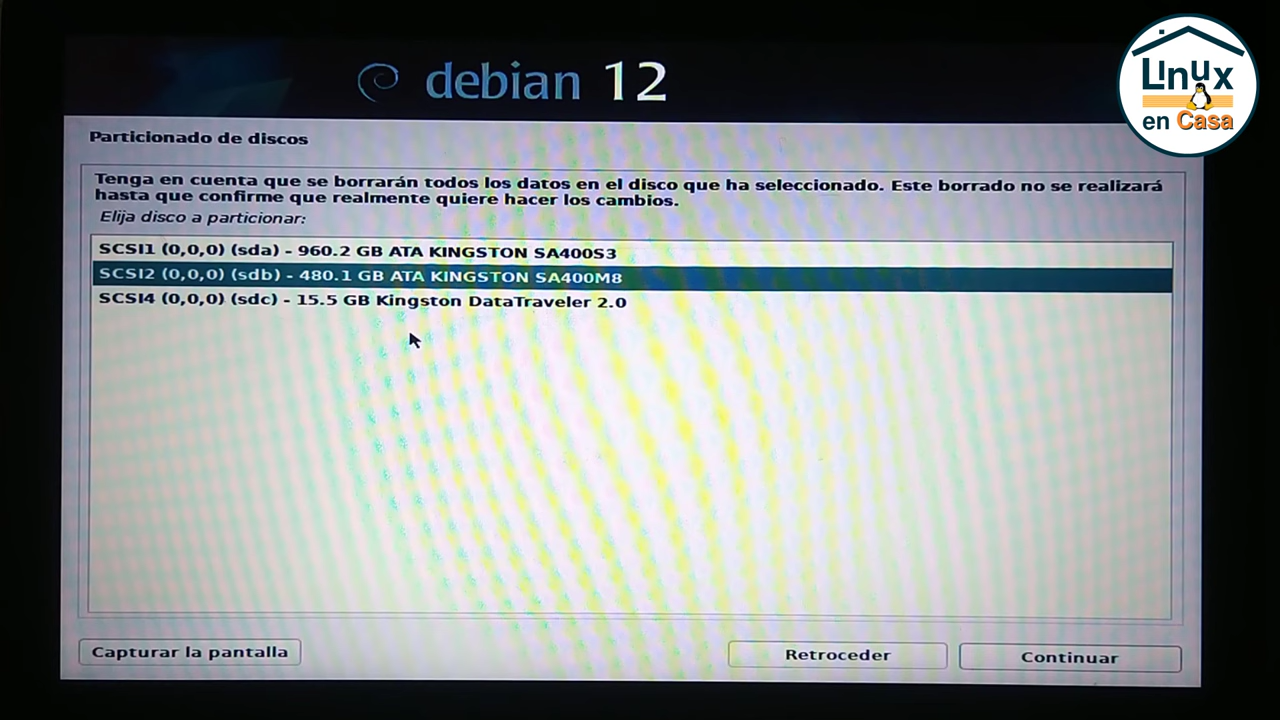 debian 12
Linux
en Casa
Particionado de discos
Tenga en cuenta que se borrarán todos los datos en el disco que ha seleccionado. Este borrado no se realizará
hasta que confirme que realmente quiere hacer los cambios.
Elija disco a particionar:
SCSI1 (0,0,0) (sda) - 960.2 GB ATA KINGSTON SA400S3
SCSI2 (0,0,0) (sdb) - 480.1 GB ATA KINGSTON SA400M8
SCSI4 (0,0,0) (sdc) - 15.5 GB Kingston DataTraveler 2.0
Capturar la pantalla
Retroceder
Continuar